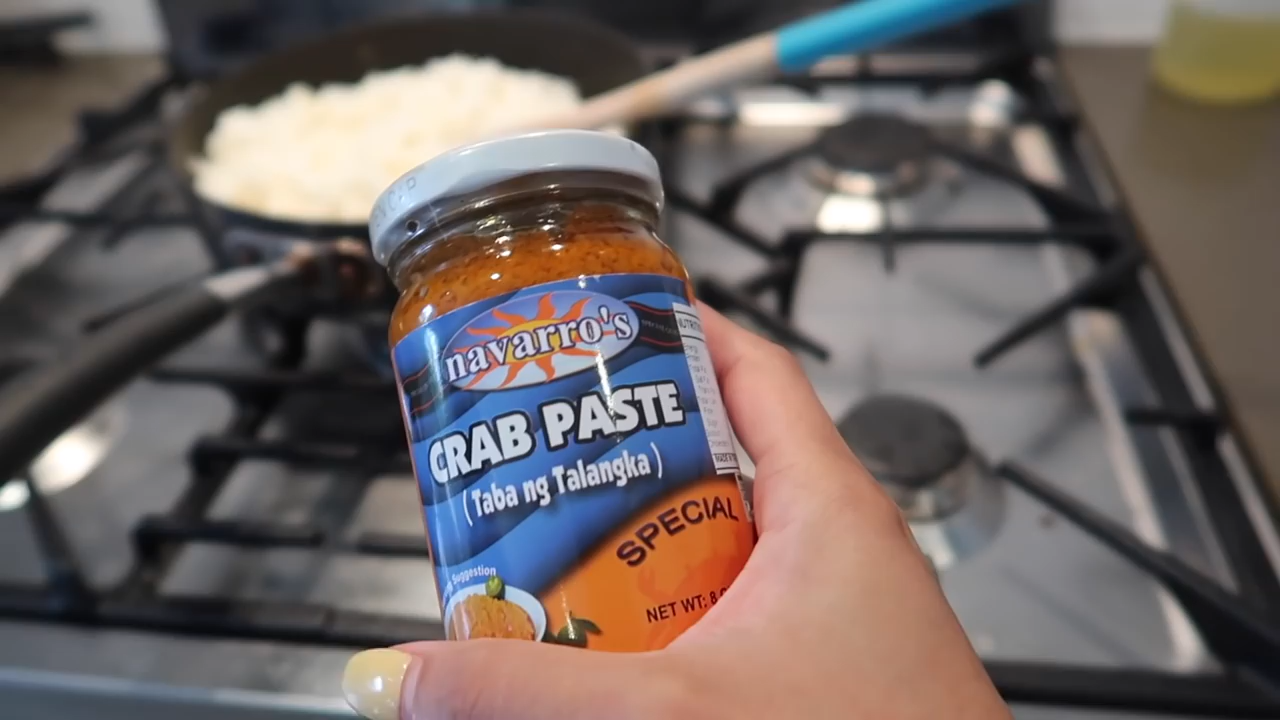 navarro's
CRAB PASTE
(Taba ng Talangka)
SPECIAL
Suggestion
NET WT: 8